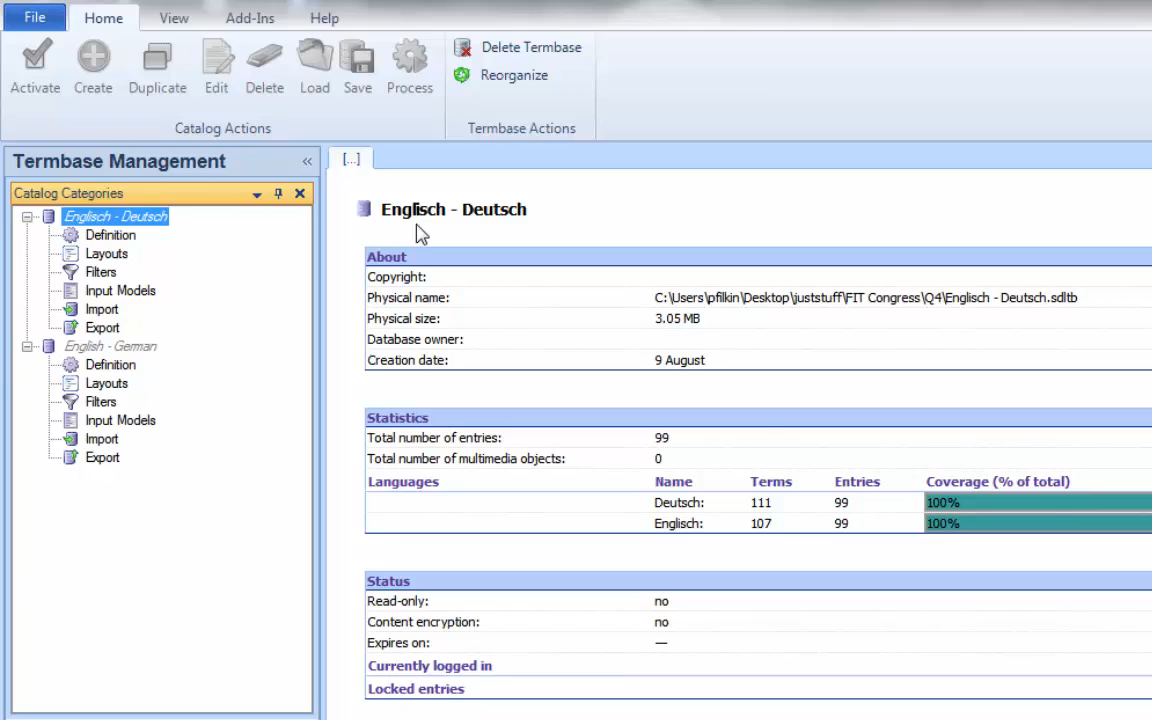 File Home View Add-Ins Help
Activate Create Duplicate Edit Delete Load Save Process
Delete Termbase
Reorganize
Catalog Actions
Termbase Actions
Termbase Management «
Catalog Categories
Englisch - Deutsch
Definition
Layouts
Filters
Input Models
Import
Export
English - German
Definition
Layouts
Filters
Input Models
Import
Export
[...]
Englisch - Deutsch
About
Copyright:
Physical name: C:\Users\pfilkin\Desktop\juststuff\FIT Congress\Q4\Englisch - Deutsch.sdltb
Physical size: 3.05 MB
Database owner:
Creation date: 9 August
Statistics
Total number of entries: 99
Total number of multimedia objects: 0
Languages Name Terms Entries Coverage (% of total)
Deutsch: 111 99 100%
Englisch: 107 99 100%
Status
Read-only: no
Content encryption: no
Expires on: —
Currently logged in
Locked entries